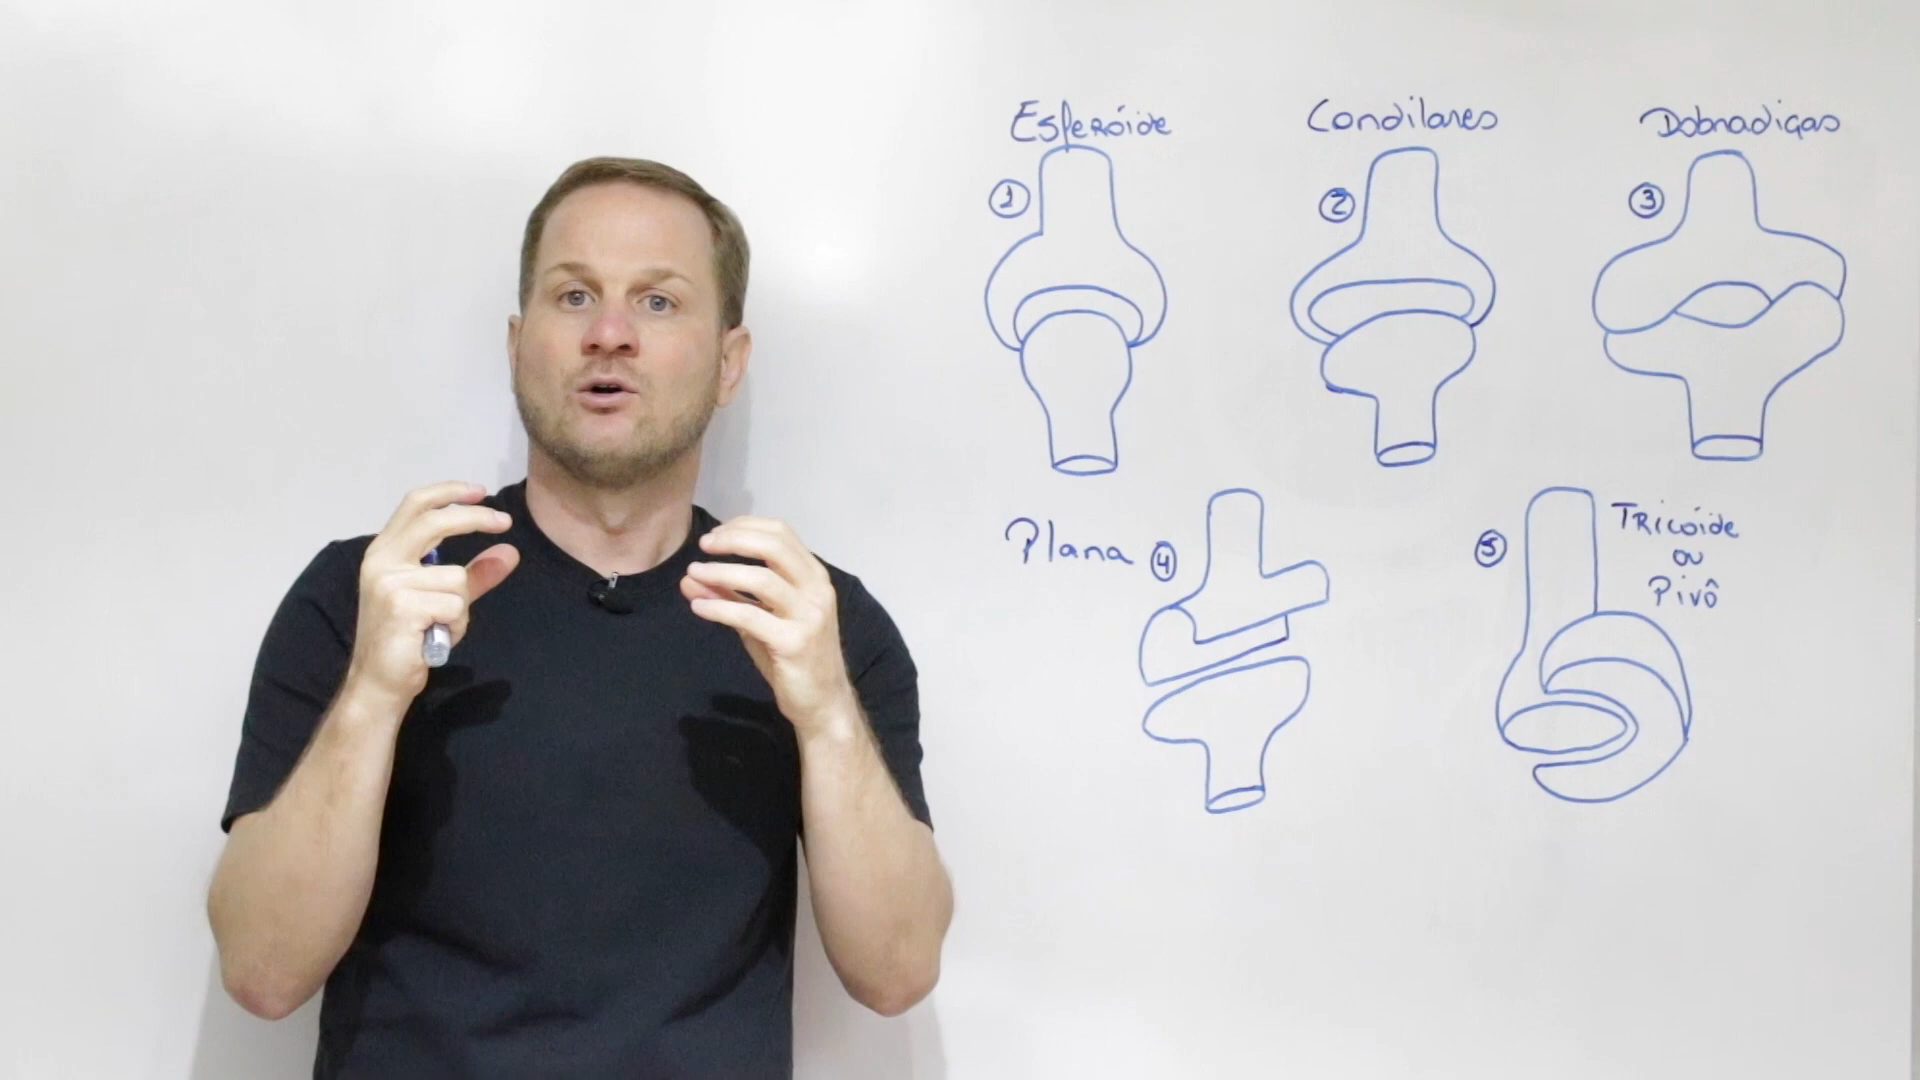 Esferóide
Condilares
Dobradiças
1
2
3
Plana 4
5
Tricóide
ou
Pivô